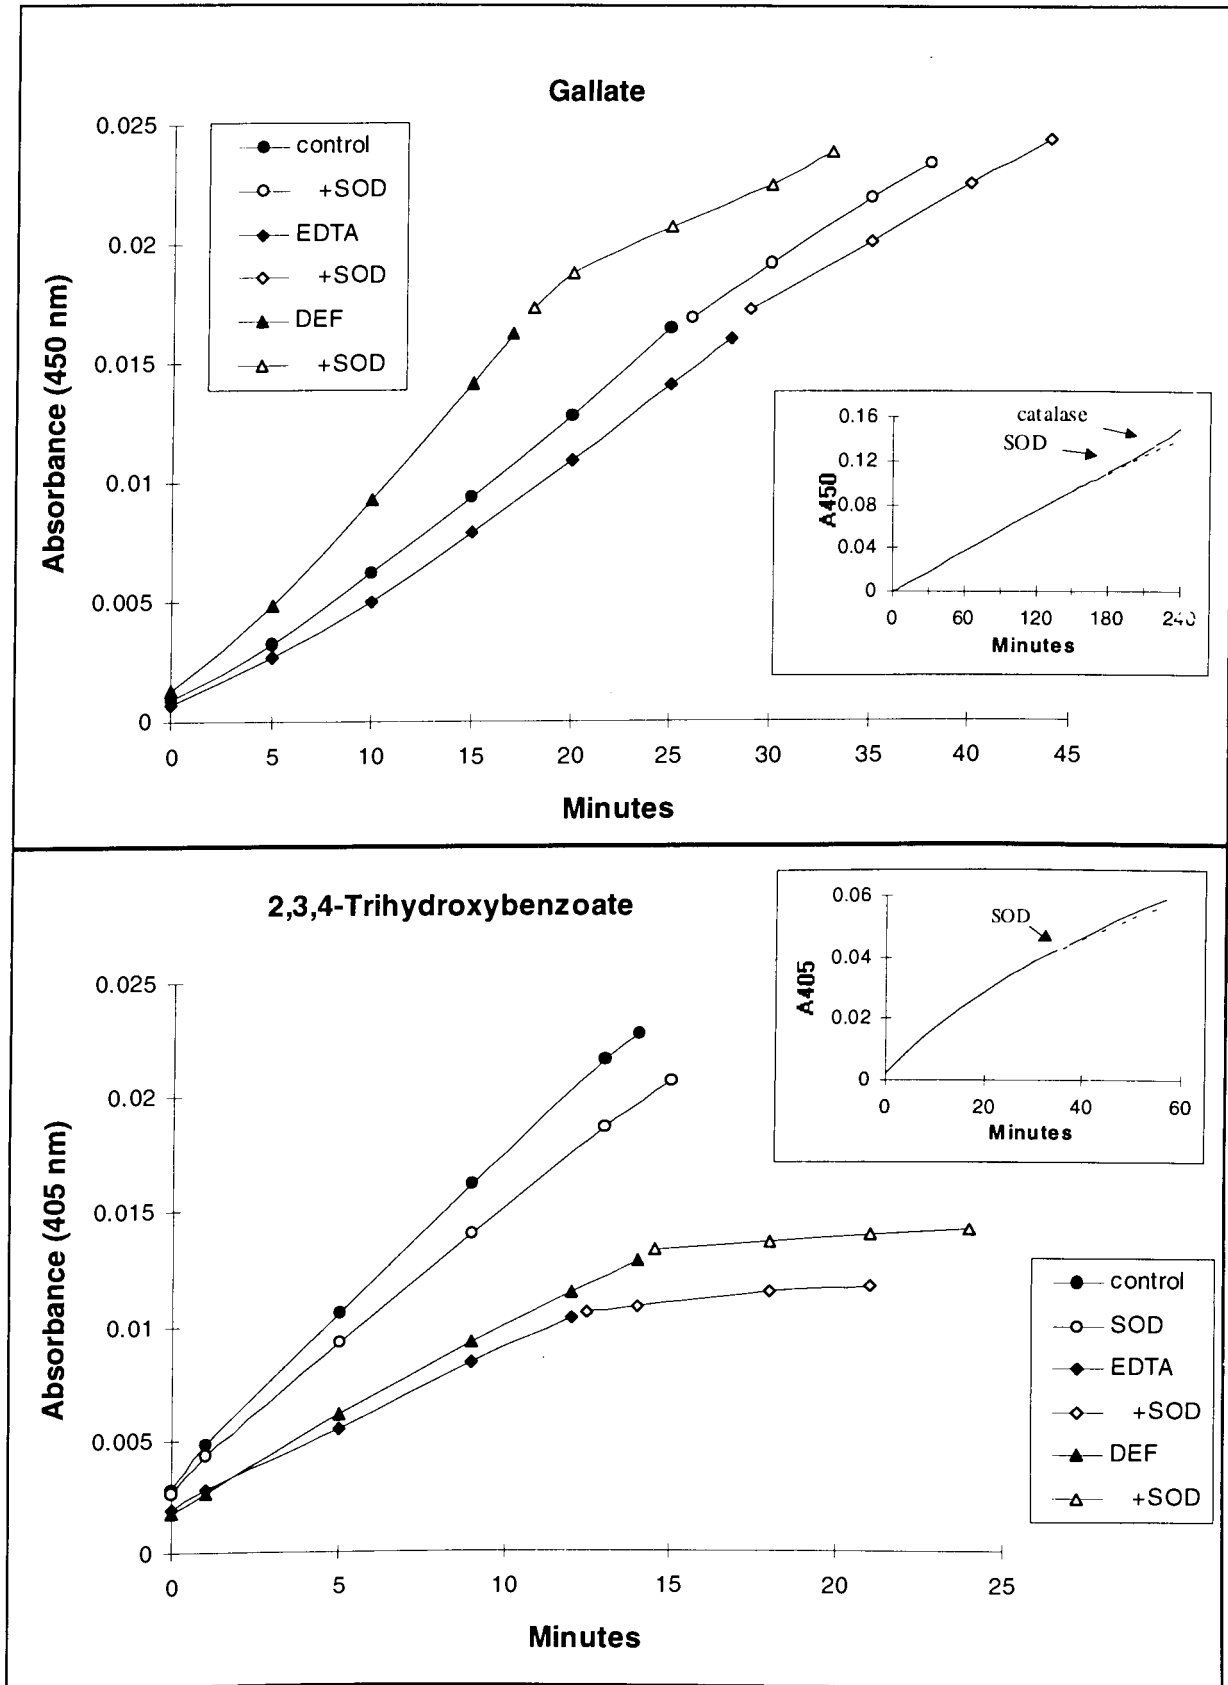 Gallate
control
+SOD
EDTA
+SOD
DEF
+SOD
Absorbance (450 nm)
0.025
0.02
0.015
0.01
0.005
0
0 5 10 15 20 25 30 35 40 45
Minutes
catalase
SOD
A450
0.16
0.12
0.08
0.04
0
0 60 120 180 240
Minutes
2,3,4-Trihydroxybenzoate
SOD
A405
0.06
0.04
0.02
0
0 20 40 60
Minutes
Absorbance (405 nm)
0.025
0.02
0.015
0.01
0.005
0
0 5 10 15 20 25
Minutes
control
SOD
EDTA
+SOD
DEF
+SOD